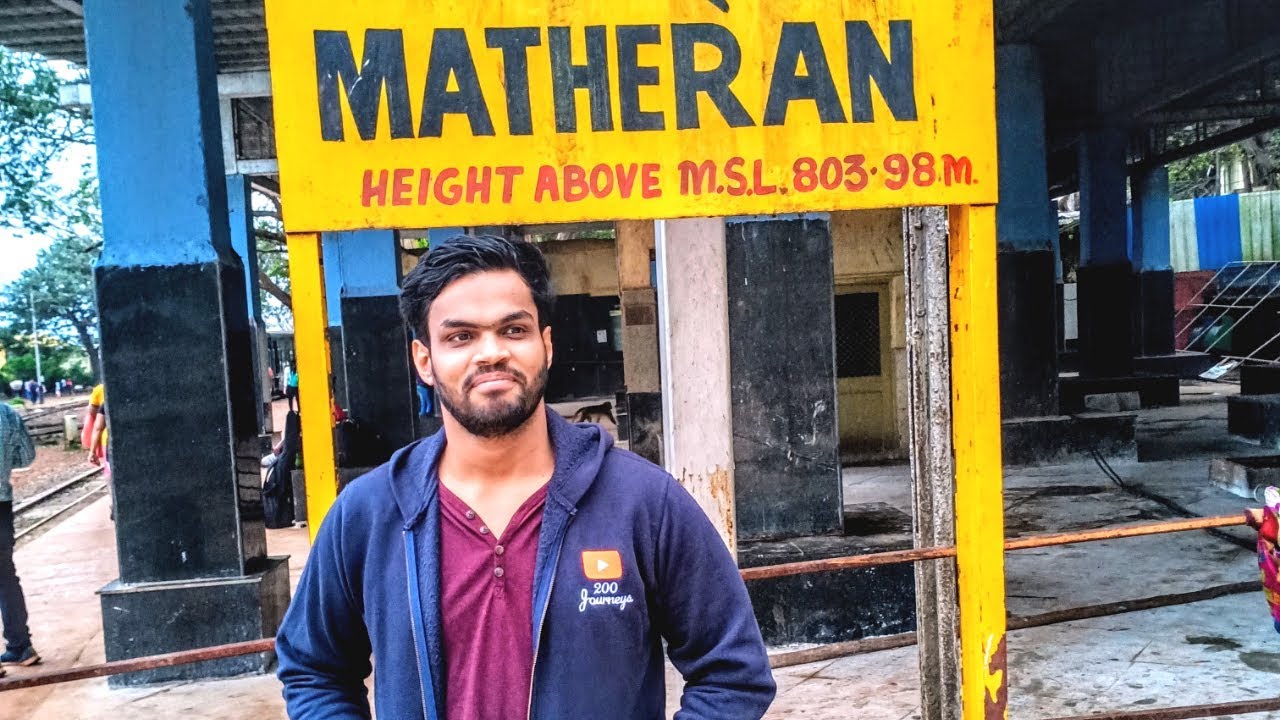 MATHERAN
HEIGHT ABOVE M.S.L. 803.98 M.
200
Journeys